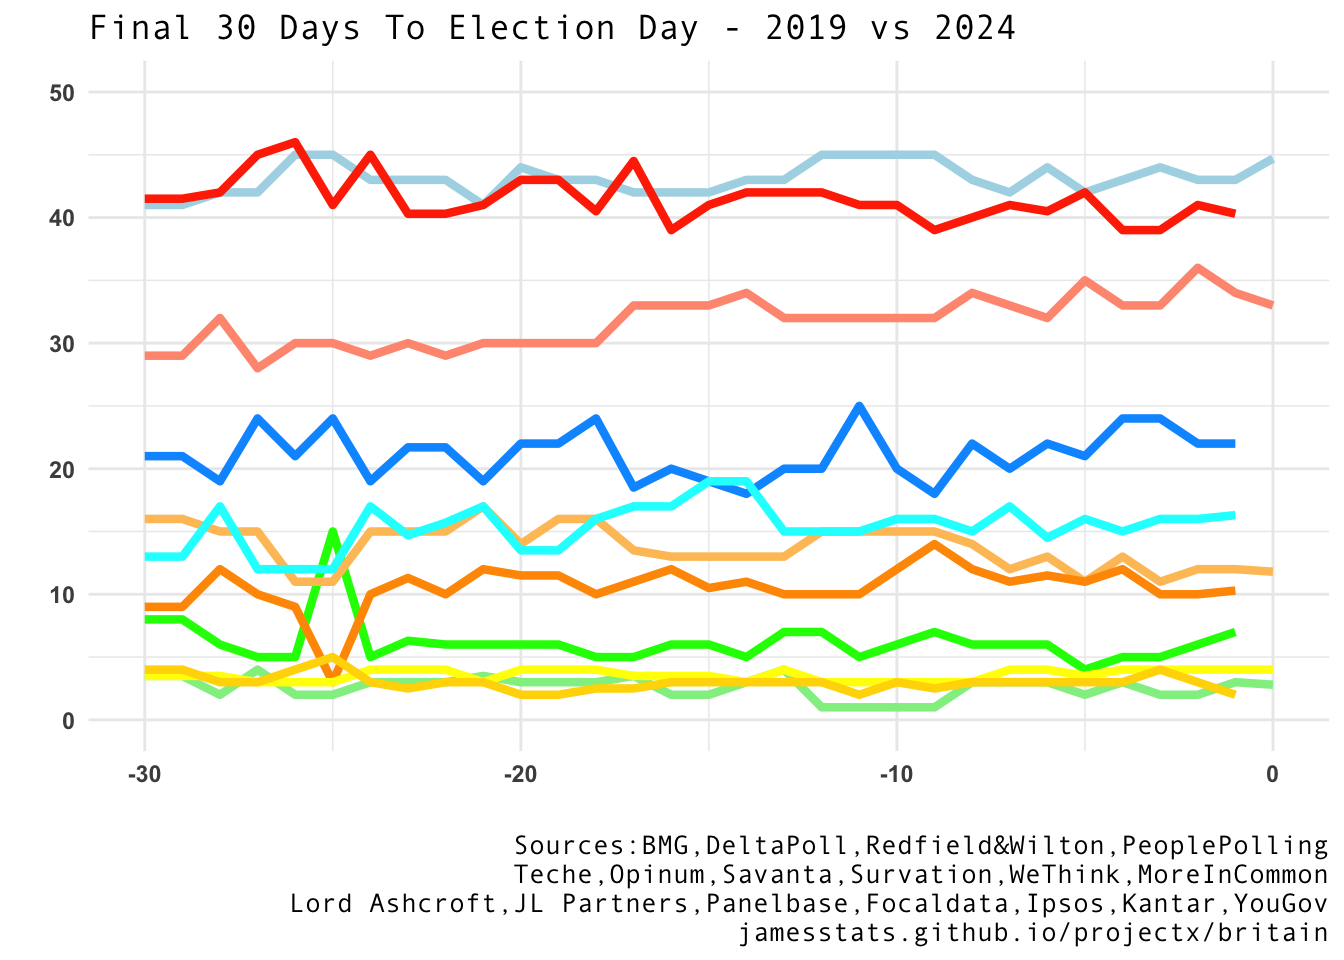 Final 30 Days To Election Day - 2019 vs 2024
50
40
30
20
10
0
-30
-20
-10
0
Sources:BMG,DeltaPoll,Redfield&Wilton,PeoplePolling
Teche,Opinum,Savanta,Survation,WeThink,MoreInCommon
Lord Ashcroft,JL Partners,Panelbase,Focaldata,Ipsos,Kantar,YouGov
jamesstats.github.io/projectx/britain